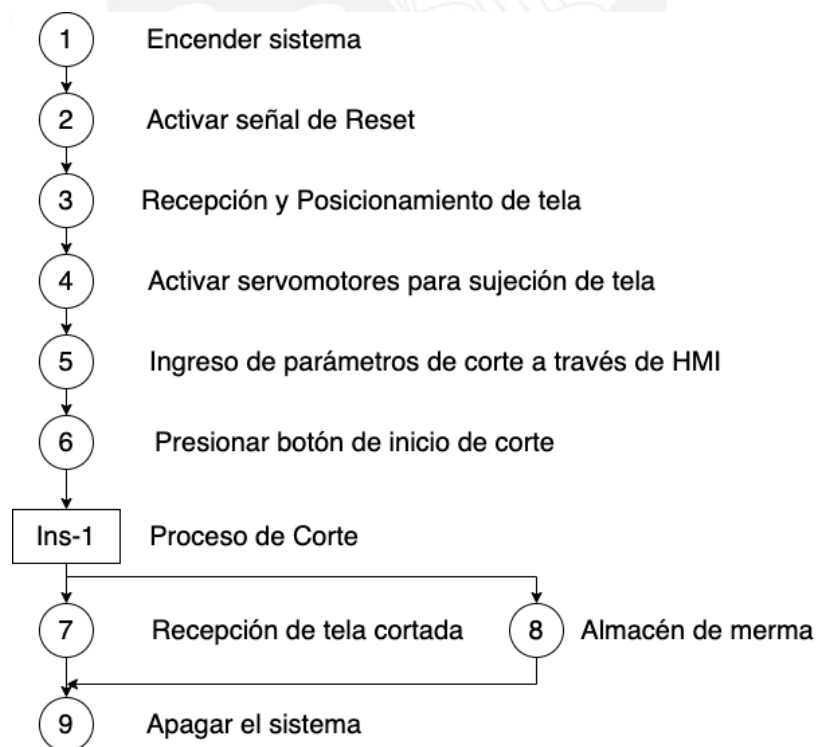 1 Encender sistema
2 Activar señal de Reset
3 Recepción y Posicionamiento de tela
4 Activar servomotores para sujeción de tela
5 Ingreso de parámetros de corte a través de HMI
6 Presionar botón de inicio de corte
Ins-1 Proceso de Corte
7 Recepción de tela cortada 8 Almacén de merma
9 Apagar el sistema